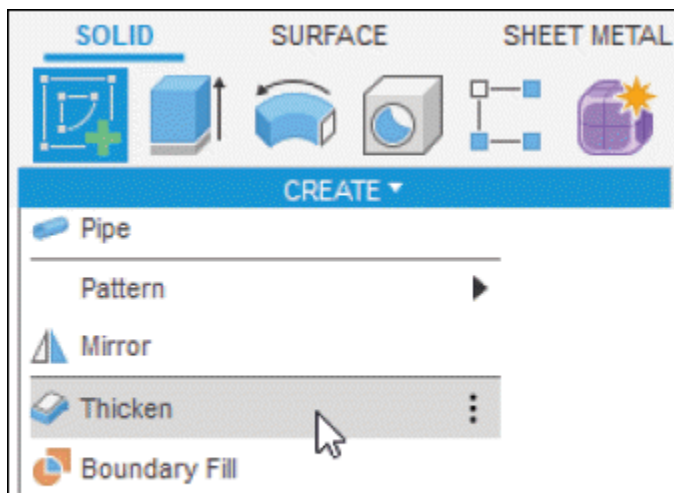 SOLID SURFACE SHEET METAL
CREATE
Pipe
Pattern
Mirror
Thicken
Boundary Fill